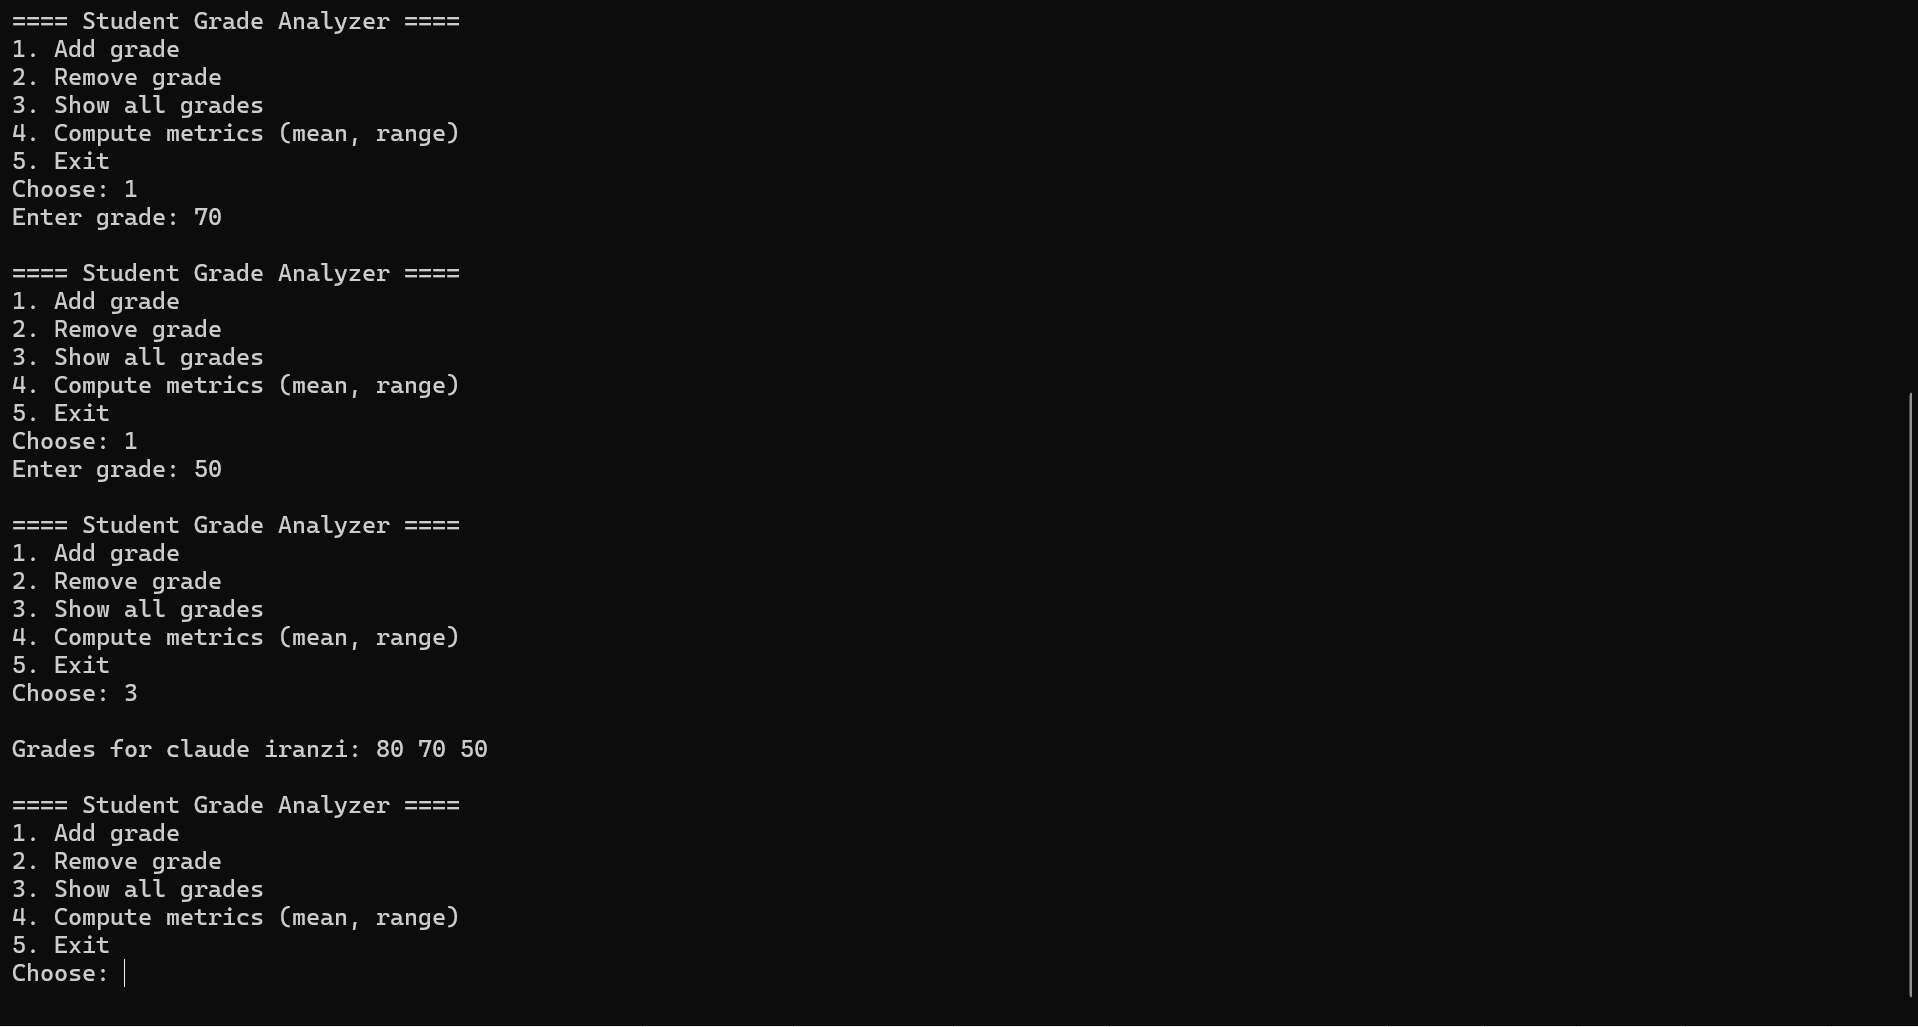 ==== Student Grade Analyzer ====
1. Add grade
2. Remove grade
3. Show all grades
4. Compute metrics (mean, range)
5. Exit
Choose: 1
Enter grade: 70

==== Student Grade Analyzer ====
1. Add grade
2. Remove grade
3. Show all grades
4. Compute metrics (mean, range)
5. Exit
Choose: 1
Enter grade: 50

==== Student Grade Analyzer ====
1. Add grade
2. Remove grade
3. Show all grades
4. Compute metrics (mean, range)
5. Exit
Choose: 3

Grades for claude iranzi: 80 70 50

==== Student Grade Analyzer ====
1. Add grade
2. Remove grade
3. Show all grades
4. Compute metrics (mean, range)
5. Exit
Choose: